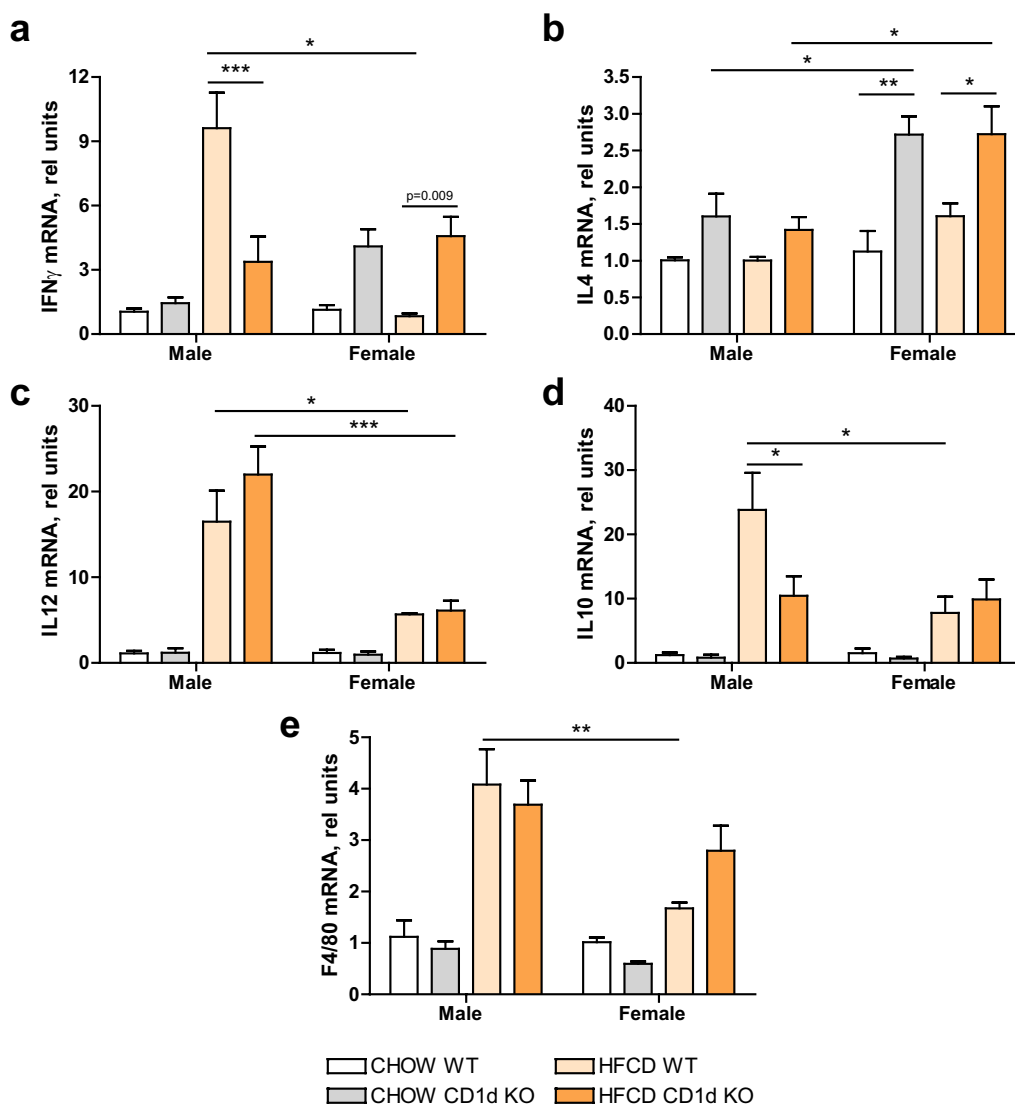 a
IFNγ mRNA, rel units
12
9
6
3
0
*
***
p=0.009
Male Female
b
IL4 mRNA, rel units
3.5
3.0
2.5
2.0
1.5
1.0
0.5
0.0
*
*
**
*
Male Female
c
IL12 mRNA, rel units
30
20
10
0
*
***
Male Female
d
IL10 mRNA, rel units
40
30
20
10
0
*
*
Male Female
e
F4/80 mRNA, rel units
5
4
3
2
1
0
**
Male Female
CHOW WT HFCD WT
CHOW CD1d KO HFCD CD1d KO